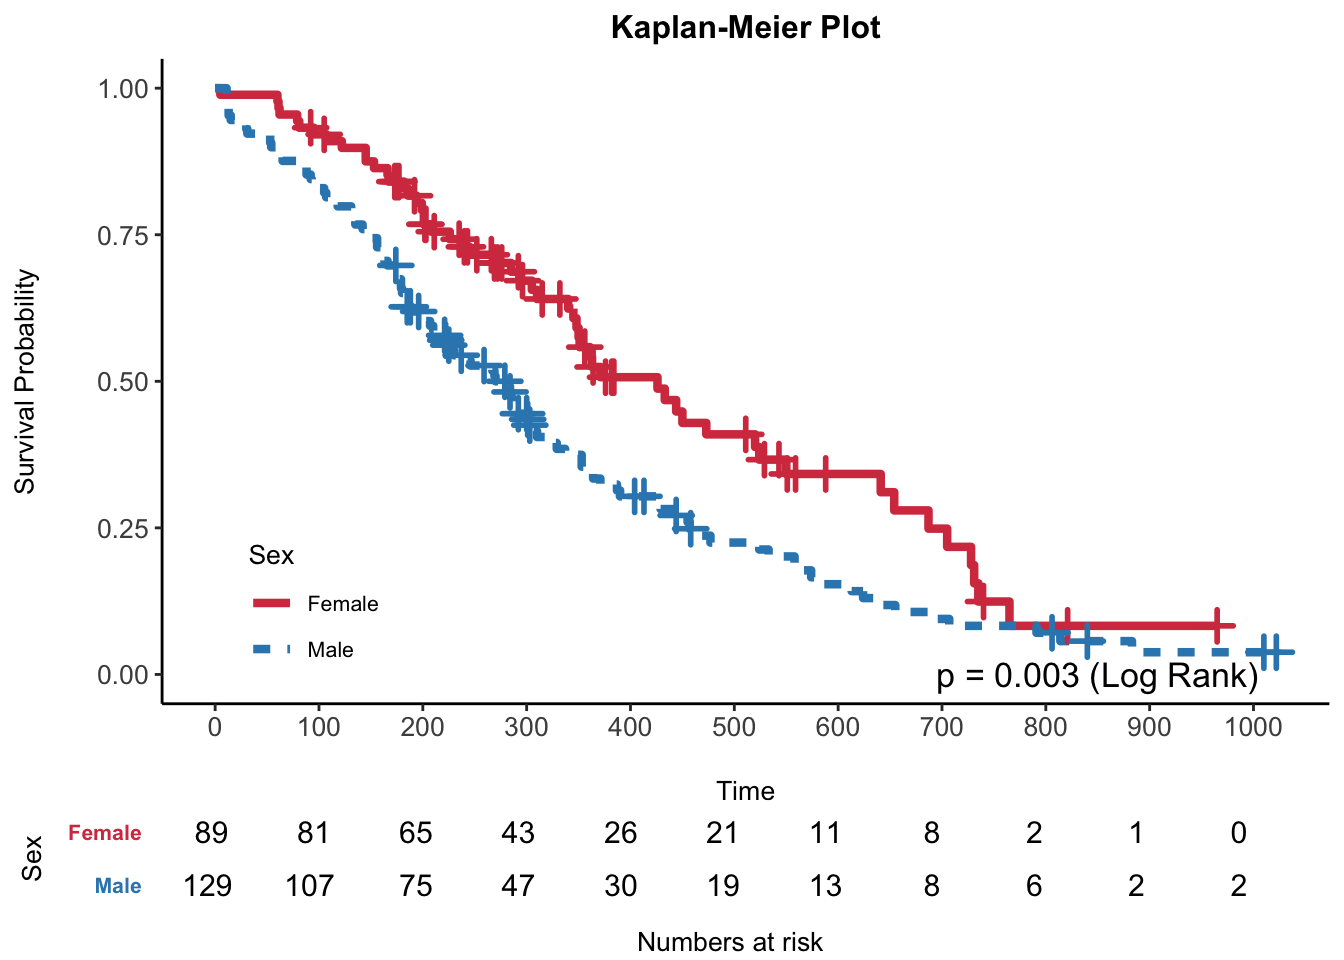 Kaplan-Meier Plot
Survival Probability
1.00
0.75
0.50
0.25
0.00
Sex
Female
Male
p = 0.003 (Log Rank)
0 100 200 300 400 500 600 700 800 900 1000
Time
Sex
Female 89 81 65 43 26 21 11 8 2 1 0
Male 129 107 75 47 30 19 13 8 6 2 2
Numbers at risk